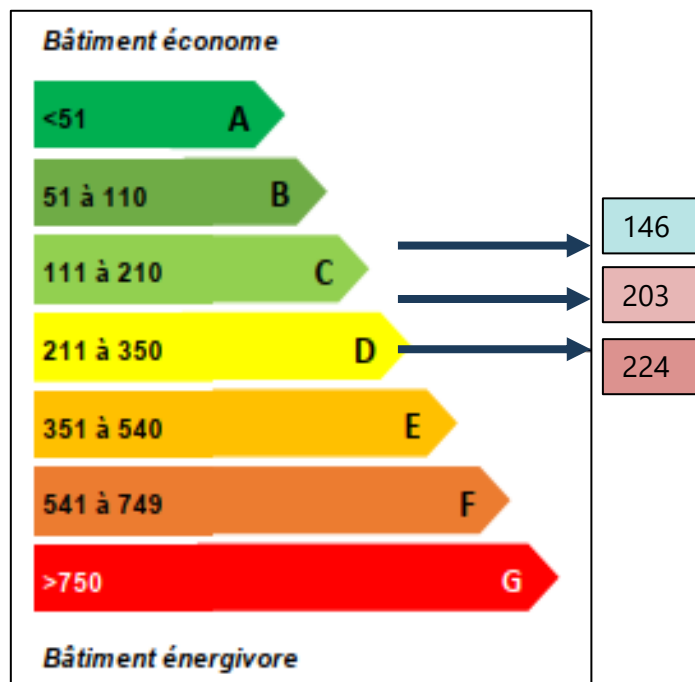 Bâtiment économe
<51 A
51 à 110 B
146
111 à 210 C
203
211 à 350 D
224
351 à 540 E
541 à 749 F
>750 G
Bâtiment énergivore